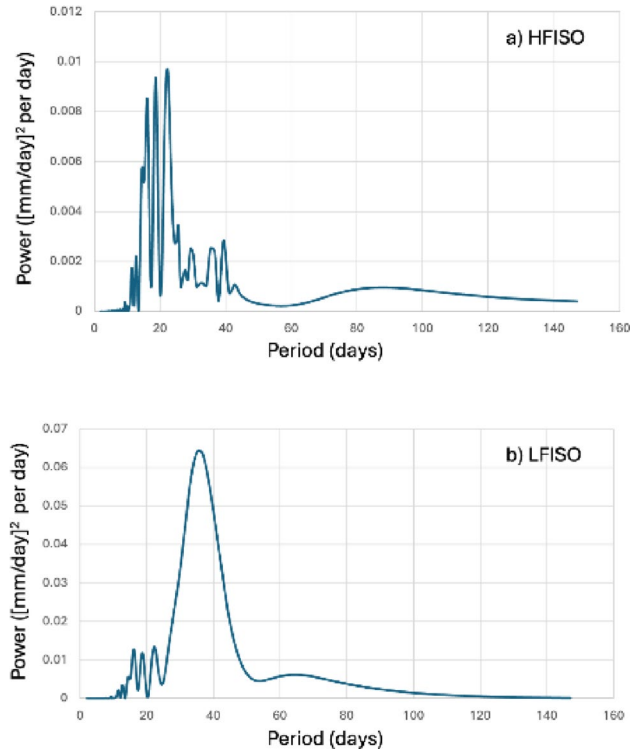 0.012
a) HFISO
0.01
0.008
0.006
0.004
0.002
0
0 20 40 60 80 100 120 140 160
Power ([mm/day]² per day)
Period (days)
0.07
b) LFISO
0.06
0.05
0.04
0.03
0.02
0.01
0
0 20 40 60 80 100 120 140 160
Power ([mm/day]² per day)
Period (days)